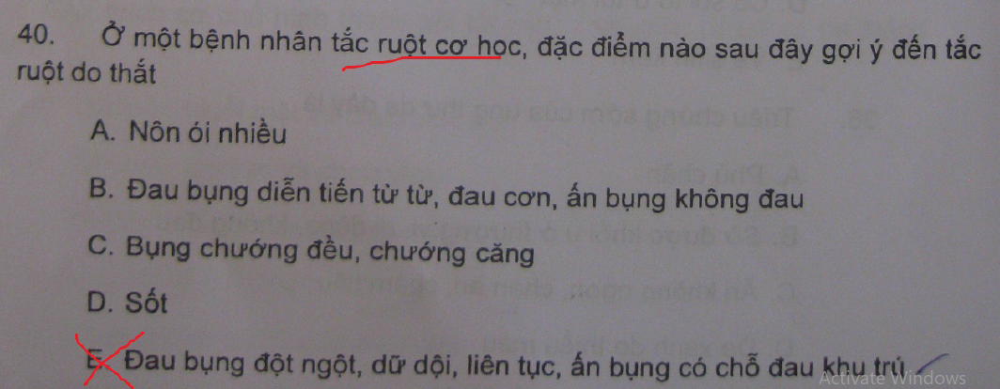 40. Ở một bệnh nhân tắc ruột cơ học, đặc điểm nào sau đây gợi ý đến tắc
ruột do thắt
A. Nôn ói nhiều
B. Đau bụng diễn tiến từ từ, đau cơn, ấn bụng không đau
C. Bụng chướng đều, chướng căng
D. Sốt
E. Đau bụng đột ngột, dữ dội, liên tục, ấn bụng có chỗ đau khu trú
Activate Windows